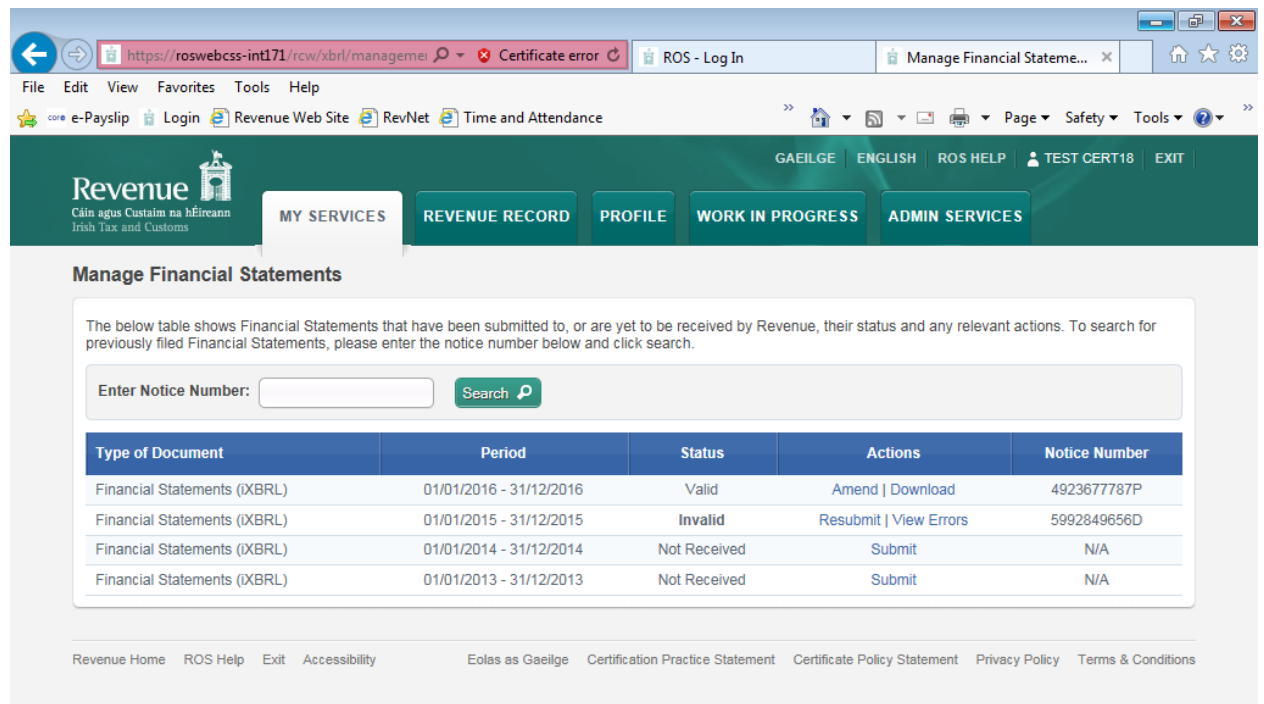 https://roswebcss-int171/rcw/xbrl/managemei Certificate error ROS - Log In Manage Financial Stateme...
File Edit View Favorites Tools Help
core e-Payslip Login Revenue Web Site RevNet Time and Attendance Page Safety Tools
GAEILGE ENGLISH ROS HELP TEST CERT18 EXIT
Revenue
Cáin agus Custaim na hÉireann
Irish Tax and Customs
MY SERVICES REVENUE RECORD PROFILE WORK IN PROGRESS ADMIN SERVICES
Manage Financial Statements
The below table shows Financial Statements that have been submitted to, or are yet to be received by Revenue, their status and any relevant actions. To search for
previously filed Financial Statements, please enter the notice number below and click search.
Enter Notice Number: Search
Type of Document Period Status Actions Notice Number
Financial Statements (iXBRL) 01/01/2016 - 31/12/2016 Valid Amend | Download 4923677787P
Financial Statements (iXBRL) 01/01/2015 - 31/12/2015 Invalid Resubmit | View Errors 5992849656D
Financial Statements (iXBRL) 01/01/2014 - 31/12/2014 Not Received Submit N/A
Financial Statements (iXBRL) 01/01/2013 - 31/12/2013 Not Received Submit N/A
Revenue Home ROS Help Exit Accessibility Eolas as Gaeilge Certification Practice Statement Certificate Policy Statement Privacy Policy Terms & Conditions